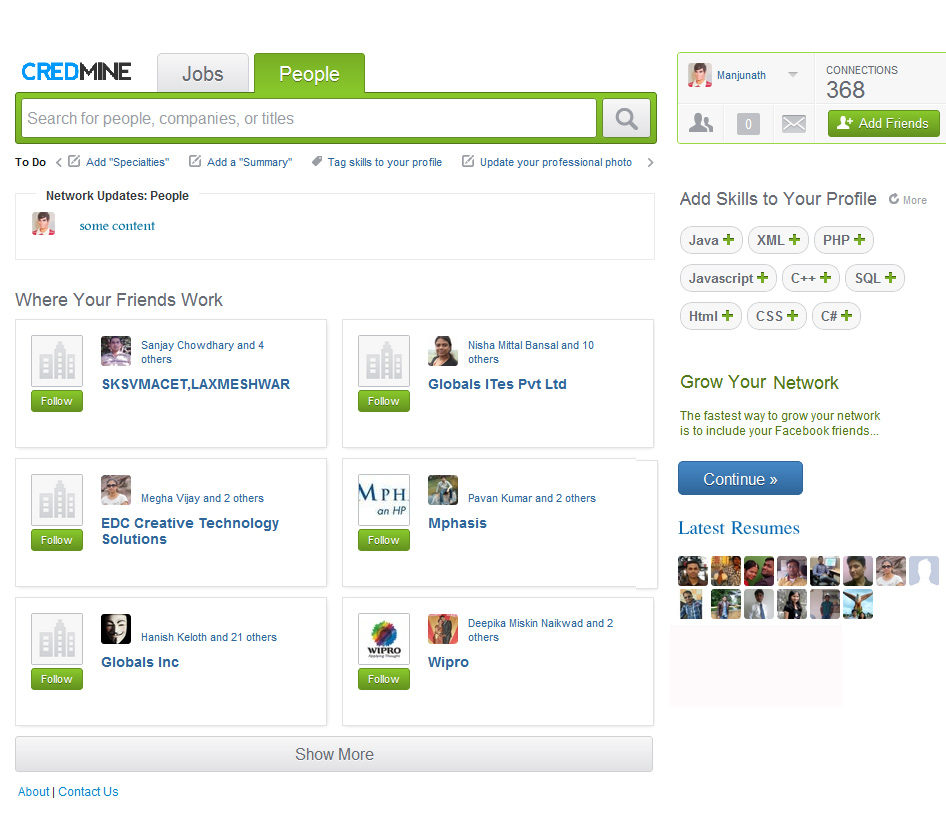 CREDMINE
Jobs
People
Manjunath
CONNECTIONS
368
Search for people, companies, or titles
0
Add Friends
To Do
Add "Specialties"
Add a "Summary"
Tag skills to your profile
Update your professional photo
Network Updates: People
some content
Add Skills to Your Profile
More
Java
XML
PHP
Javascript
C++
SQL
Html
CSS
C#
Where Your Friends Work
Sanjay Chowdhary and 4
others
SKSVMACET,LAXMESHWAR
Follow
Nisha Mittal Bansal and 10
others
Globals ITes Pvt Ltd
Follow
Megha Vijay and 2 others
EDC Creative Technology
Solutions
Follow
MPHA
an HP
Pavan Kumar and 2 others
Mphasis
Follow
Hanish Keloth and 21 others
Globals Inc
Follow
WIPRO
Applying Thought
Deepika Miskin Naikwad and 2
others
Wipro
Follow
Grow Your Network
The fastest way to grow your network
is to include your Facebook friends...
Continue »
Latest Resumes
Show More
About | Contact Us